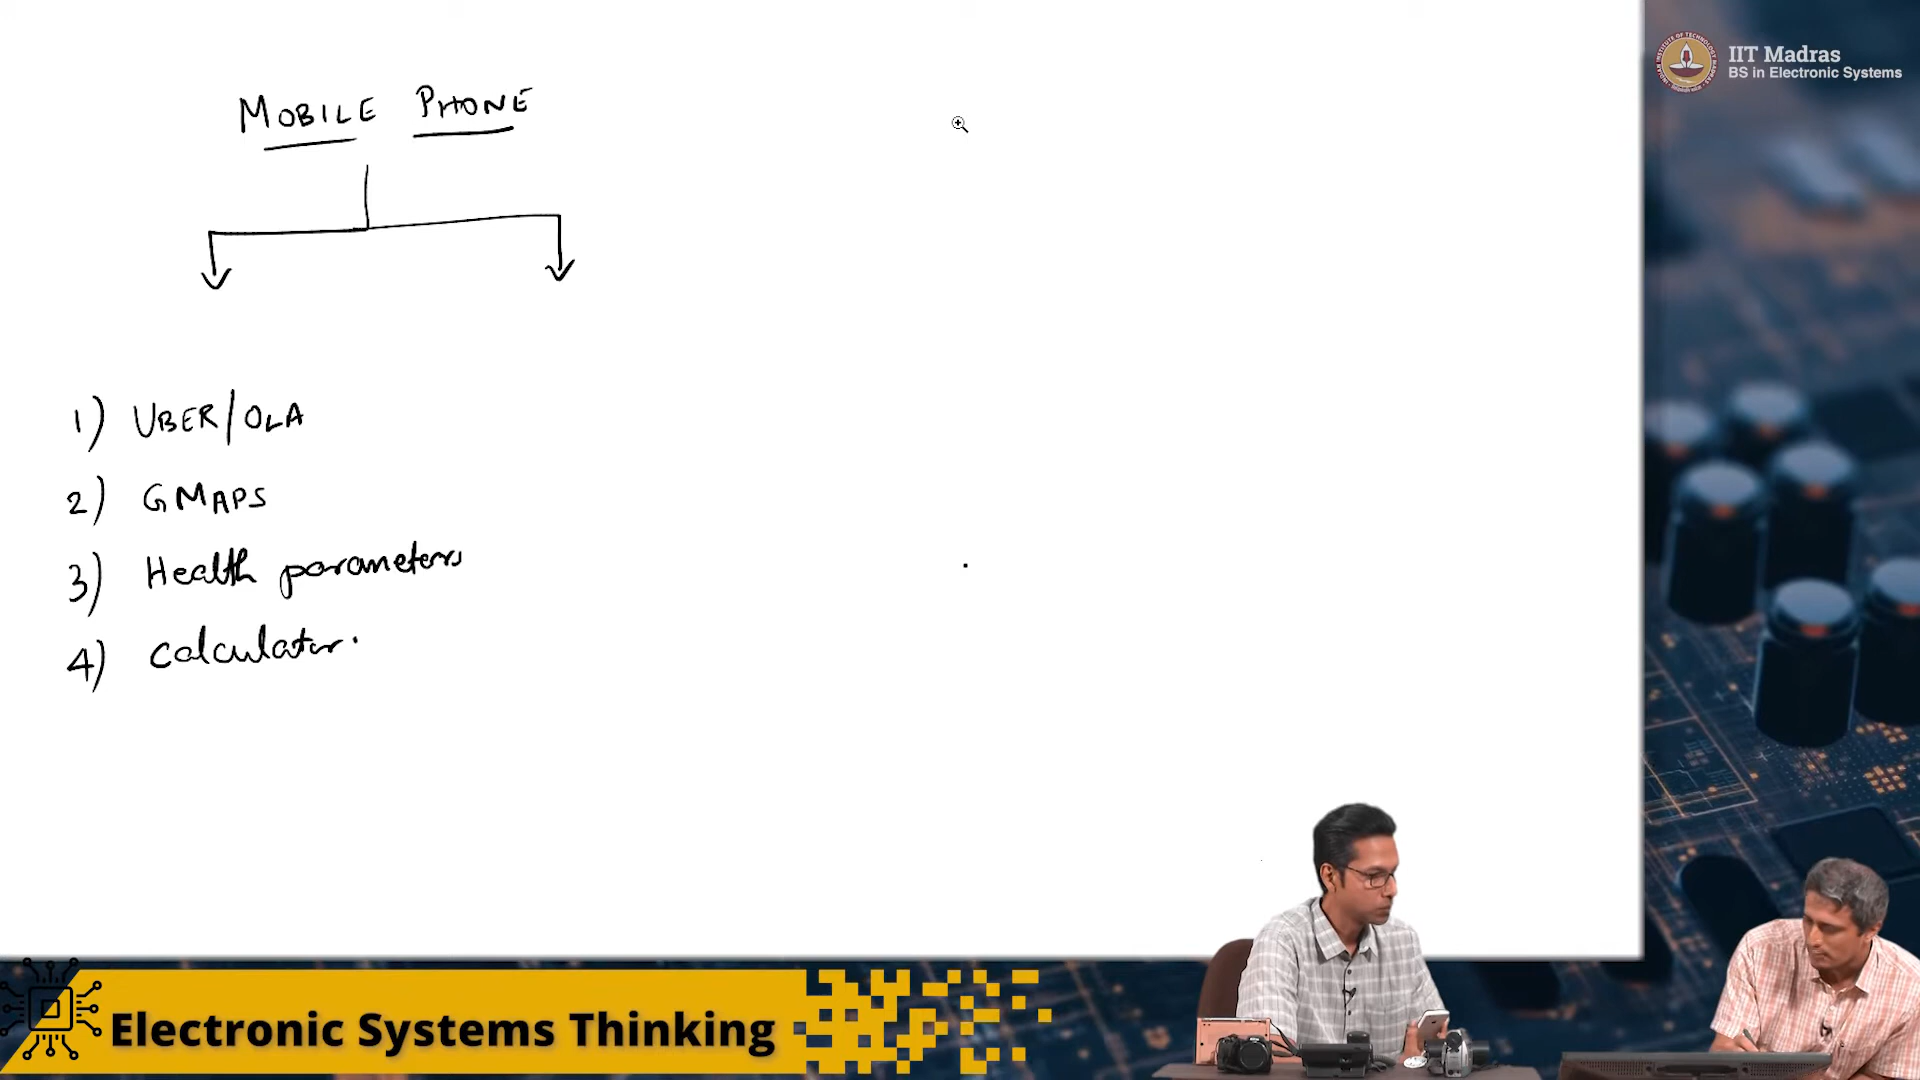 IIT Madras
BS in Electronic Systems
MOBILE PHONE
1) UBER/OLA
2) GMAPS
3) Health parameters
4) Calculator.
Electronic Systems Thinking